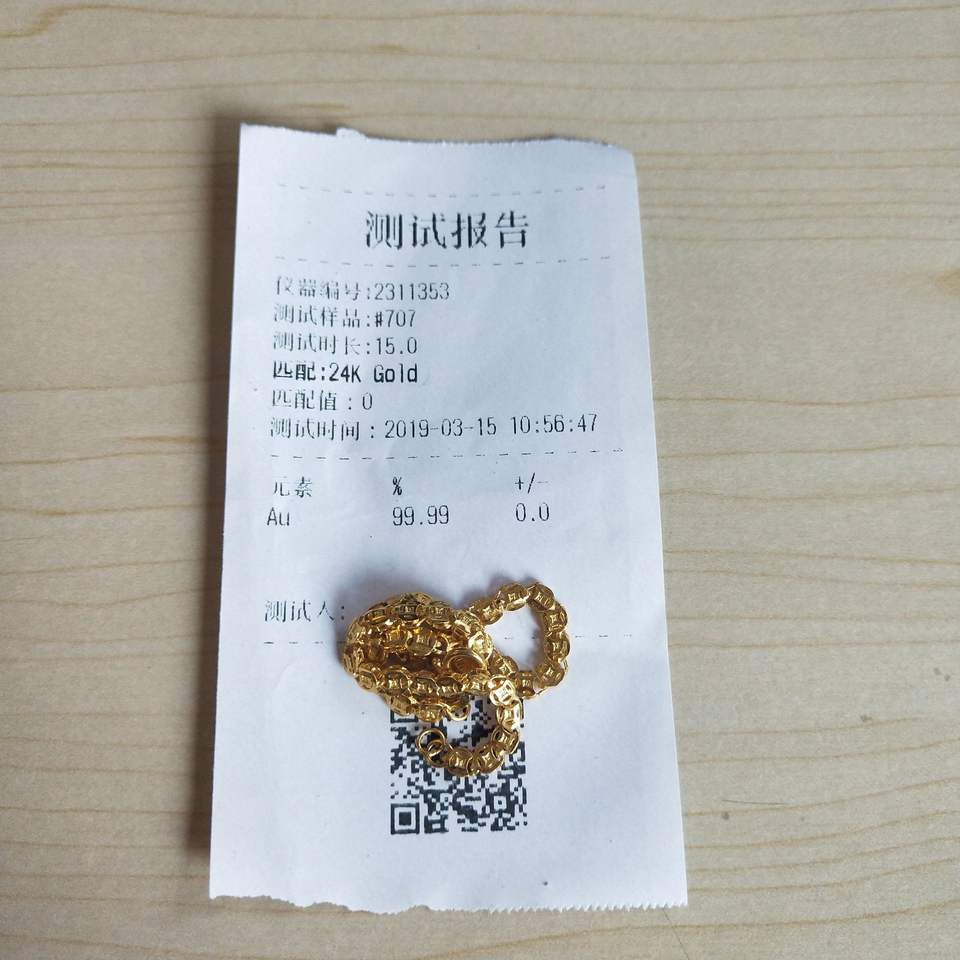 测试报告
仪器编号:2311353
测试样品:#707
测试时长:15.0
匹配:24K Gold
匹配值:0
测试时间:2019-03-15 10:56:47
元素 % +/-
Au 99.99 0.0
测试人: